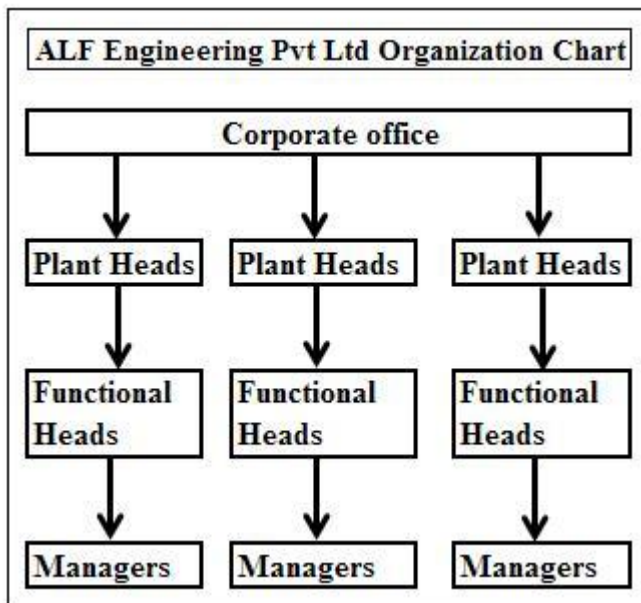 ALF Engineering Pvt Ltd Organization Chart
Corporate office
Plant Heads
Plant Heads
Plant Heads
Functional
Heads
Functional
Heads
Functional
Heads
Managers
Managers
Managers